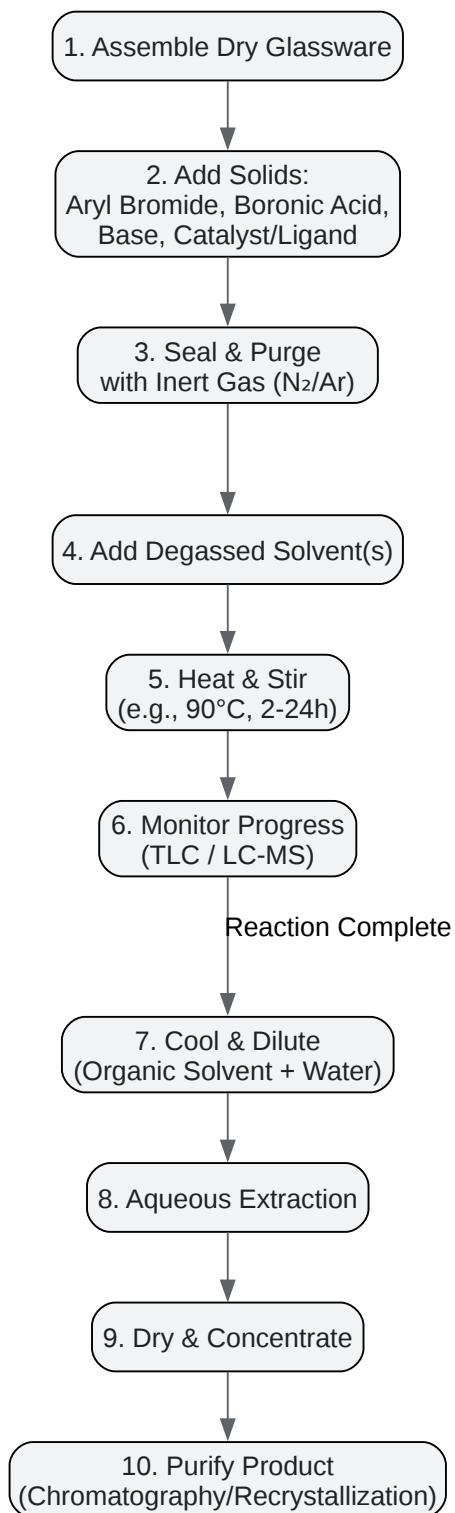 1. Assemble Dry Glassware
2. Add Solids:
Aryl Bromide, Boronic Acid,
Base, Catalyst/Ligand
3. Seal & Purge
with Inert Gas (N₂/Ar)
4. Add Degassed Solvent(s)
5. Heat & Stir
(e.g., 90°C, 2-24h)
6. Monitor Progress
(TLC / LC-MS)
Reaction Complete
7. Cool & Dilute
(Organic Solvent + Water)
8. Aqueous Extraction
9. Dry & Concentrate
10. Purify Product
(Chromatography/Recrystallization)